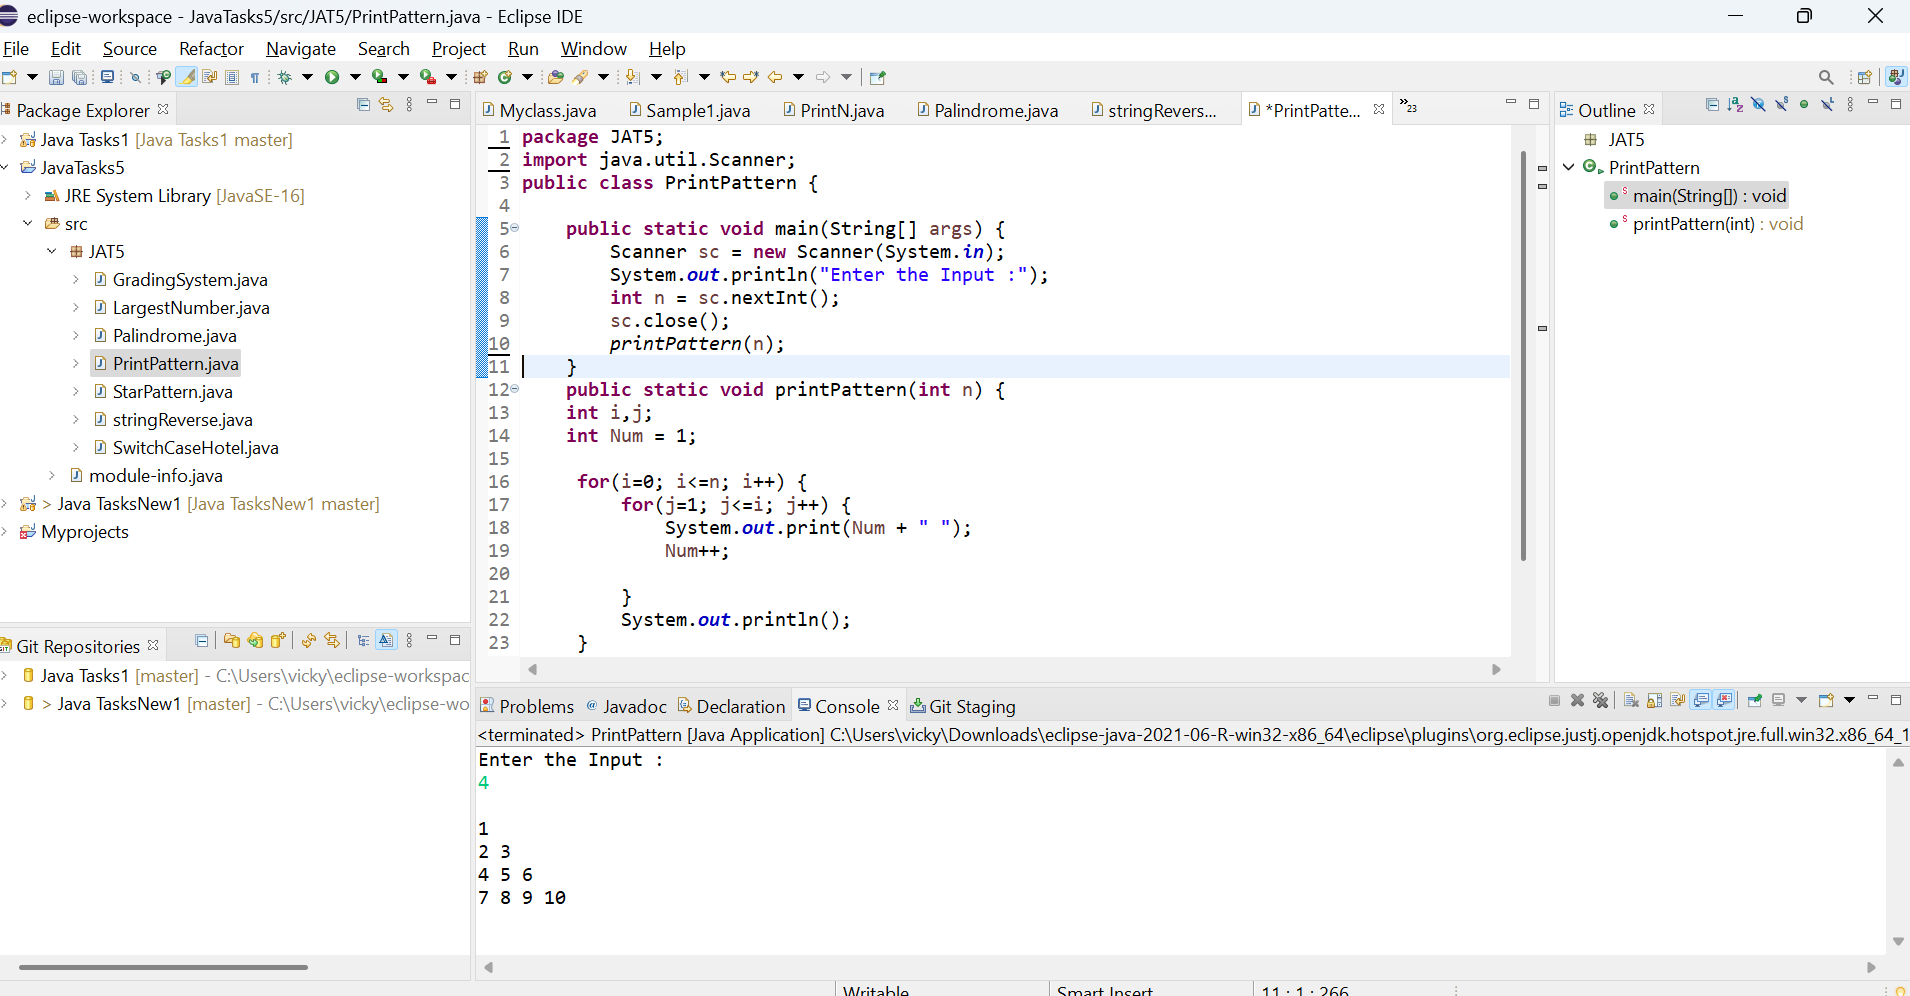 eclipse-workspace - JavaTasks5/src/JAT5/PrintPattern.java - Eclipse IDE
File Edit Source Refactor Navigate Search Project Run Window Help
Package Explorer
Java Tasks1 [Java Tasks1 master]
JavaTasks5
JRE System Library [JavaSE-16]
src
JAT5
GradingSystem.java
LargestNumber.java
Palindrome.java
PrintPattern.java
StarPattern.java
stringReverse.java
SwitchCaseHotel.java
module-info.java
> Java TasksNew1 [Java TasksNew1 master]
Myprojects
Git Repositories
Java Tasks1 [master] - C:\Users\vicky\eclipse-workspac
> Java TasksNew1 [master] - C:\Users\vicky\eclipse-wo
Myclass.java Sample1.java PrintN.java Palindrome.java stringRevers... *PrintPatte... »23
1 package JAT5;
2 import java.util.Scanner;
3 public class PrintPattern {
4
5 public static void main(String[] args) {
6 Scanner sc = new Scanner(System.in);
7 System.out.println("Enter the Input :");
8 int n = sc.nextInt();
9 sc.close();
10 printPattern(n);
11 }
12 public static void printPattern(int n) {
13 int i,j;
14 int Num = 1;
15
16 for(i=0; i<=n; i++) {
17 for(j=1; j<=i; j++) {
18 System.out.print(Num + " ");
19 Num++;
20
21 }
22 System.out.println();
23 }
Outline
JAT5
PrintPattern
main(String[]) : void
printPattern(int) : void
Problems @ Javadoc Declaration Console Git Staging
<terminated> PrintPattern [Java Application] C:\Users\vicky\Downloads\eclipse-java-2021-06-R-win32-x86_64\eclipse\plugins\org.eclipse.justj.openjdk.hotspot.jre.full.win32.x86_64_1
Enter the Input :
4
1
2 3
4 5 6
7 8 9 10
Writable Smart Insert 11 : 1 : 266